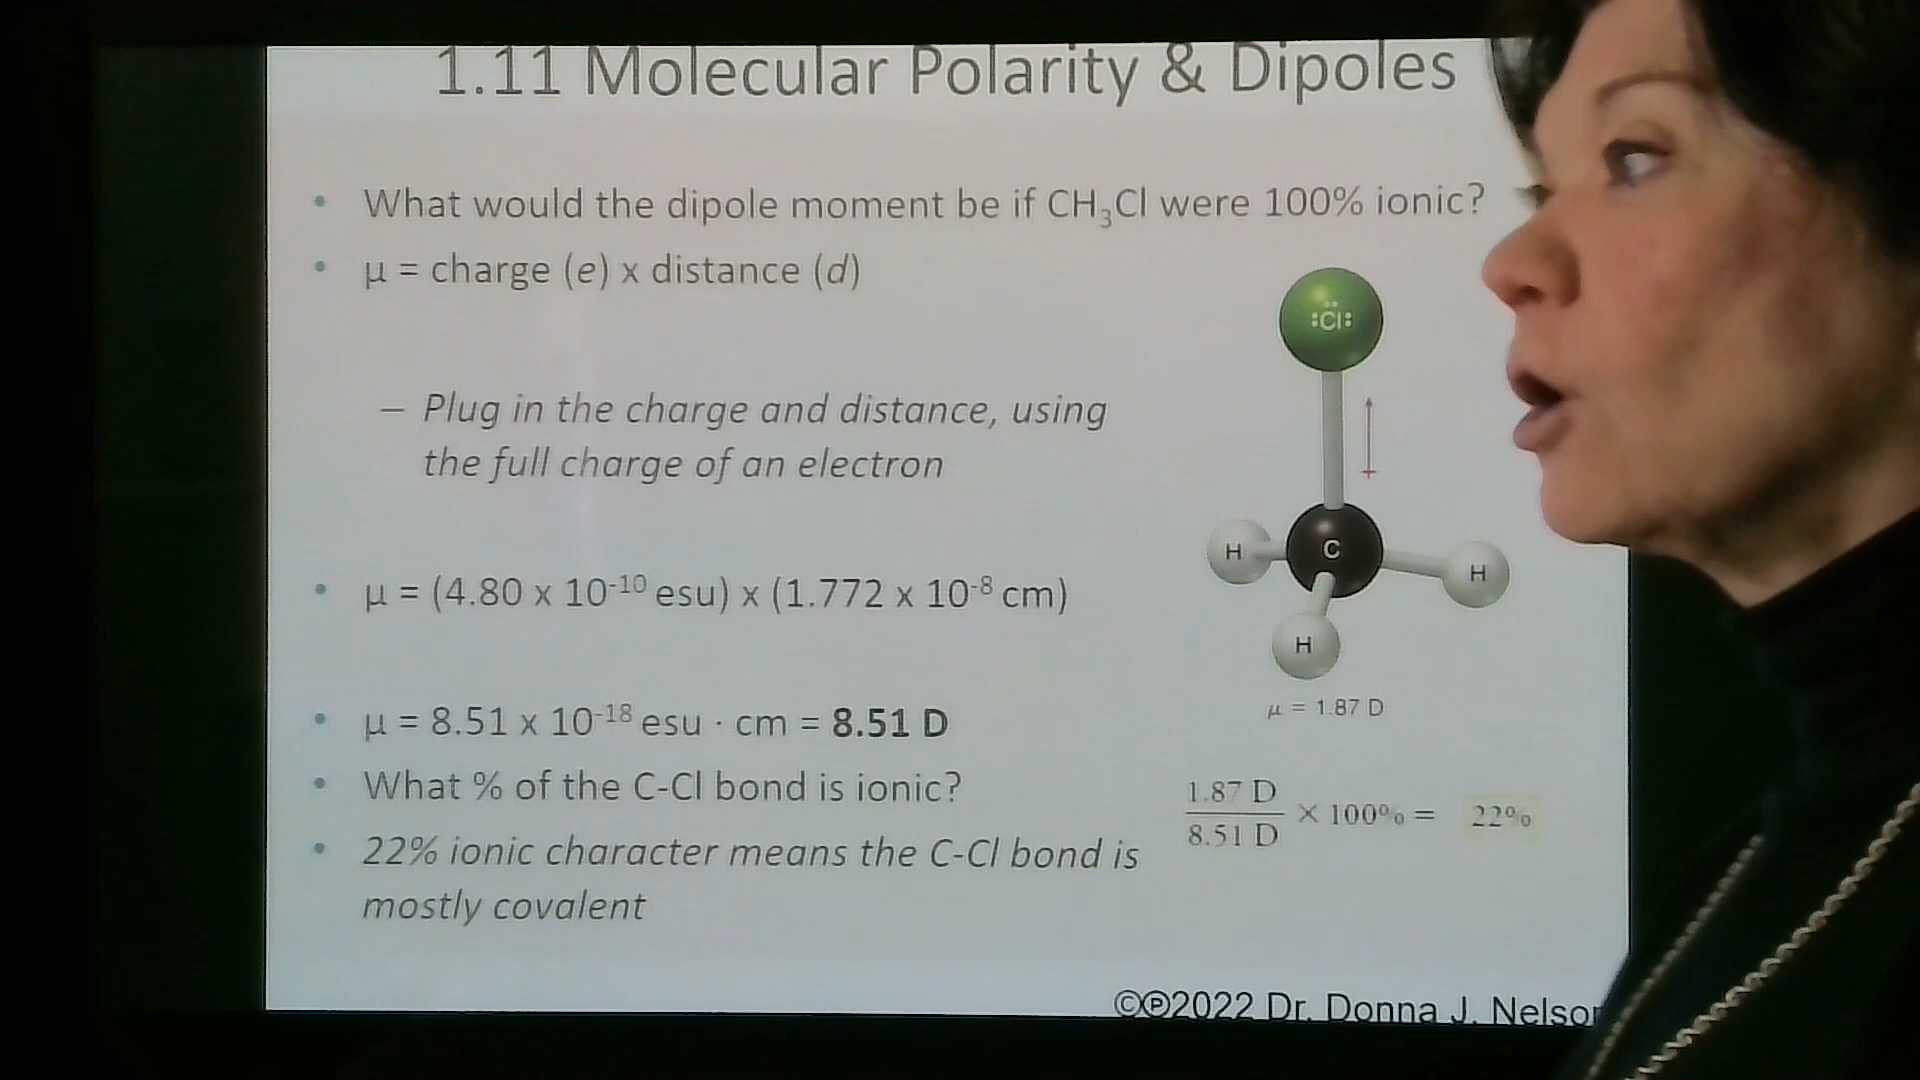 1.11 Molecular Polarity & Dipoles
• What would the dipole moment be if CH₃Cl were 100% ionic?
• μ = charge (e) x distance (d)
– Plug in the charge and distance, using
the full charge of an electron
• μ = (4.80 x 10⁻¹⁰ esu) x (1.772 x 10⁻⁸ cm)
• μ = 8.51 x 10⁻¹⁸ esu · cm = 8.51 D
• What % of the C-Cl bond is ionic?
• 22% ionic character means the C-Cl bond is
mostly covalent
:C̈l:
H
C
H
H
μ = 1.87 D
1.87 D
8.51 D
× 100% = 22%
©℗2022 Dr. Donna J. Nelson